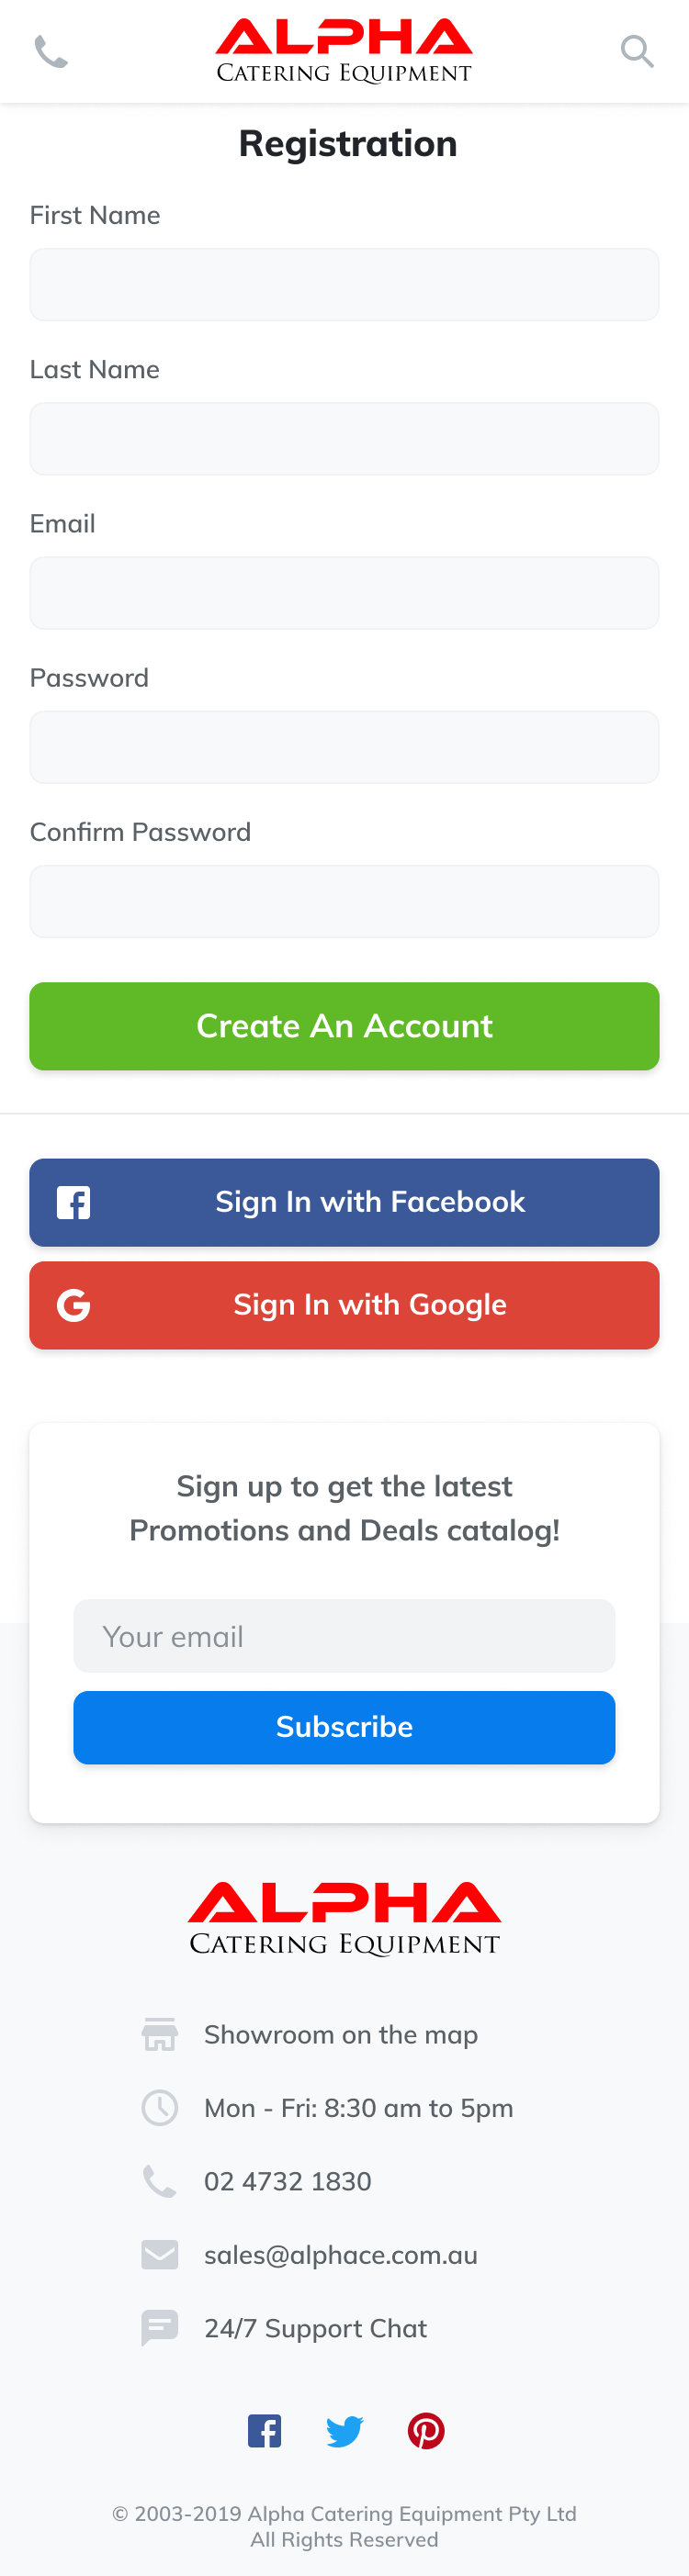 ALPHA
CATERING EQUIPMENT
Registration
First Name
Last Name
Email
Password
Confirm Password
Create An Account
Sign In with Facebook
Sign In with Google
Sign up to get the latest
Promotions and Deals catalog!
Your email
Subscribe
ALPHA
CATERING EQUIPMENT
Showroom on the map
Mon - Fri: 8:30 am to 5pm
02 4732 1830
sales@alphace.com.au
24/7 Support Chat
© 2003-2019 Alpha Catering Equipment Pty Ltd
All Rights Reserved